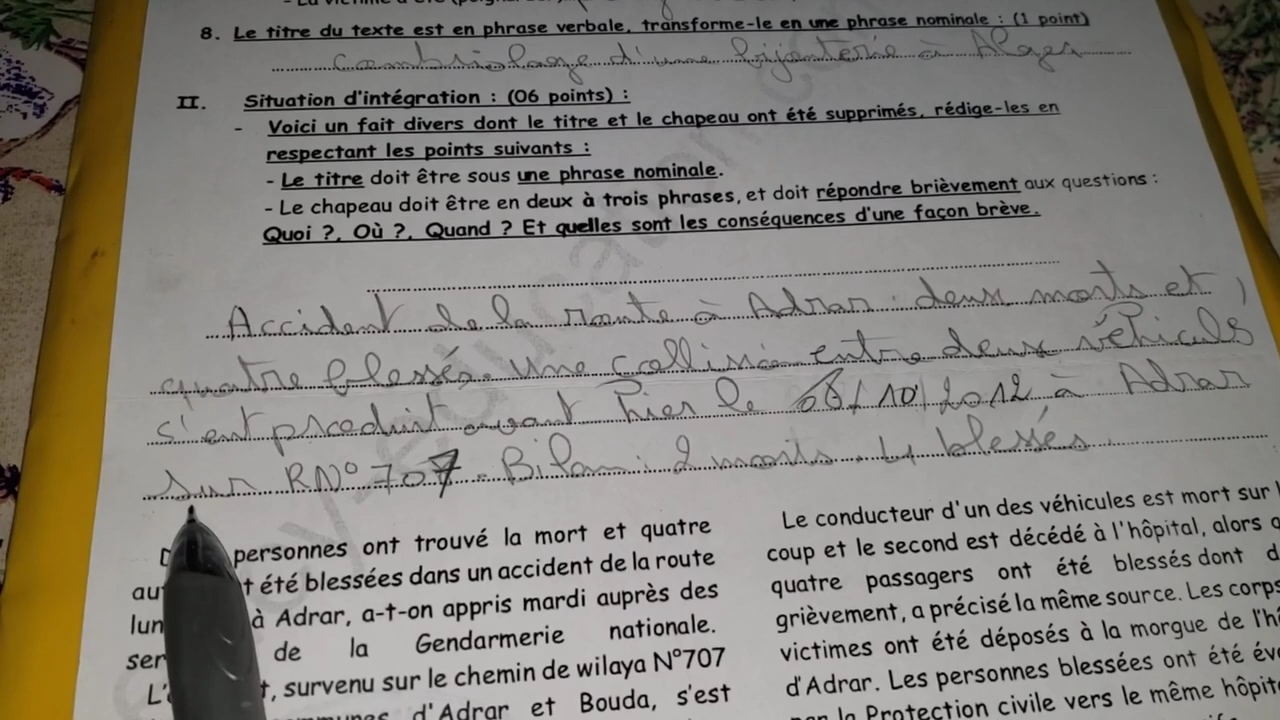 8. Le titre du texte est en phrase verbale, transforme-le en une phrase nominale : (1 point)
Cambriolage d'une bijouterie à Alger
II. Situation d'intégration : (06 points) :
- Voici un fait divers dont le titre et le chapeau ont été supprimés, rédige-les en
respectant les points suivants :
- Le titre doit être sous une phrase nominale.
- Le chapeau doit être en deux à trois phrases, et doit répondre brièvement aux questions :
Quoi ?, Où ?, Quand ? Et quelles sont les conséquences d'une façon brève.
Accident de la route à Adrar : deux morts et
quatre blessés. Une collision entre deux véhiculs
s'est produit avant hier le 06/10/2012 à Adrar
sur RN°707. Bilan : 2 morts. 4 blessés.
personnes ont trouvé la mort et quatre
été blessées dans un accident de la route
à Adrar, a-t-on appris mardi auprès des
de la Gendarmerie nationale.
survenu sur le chemin de wilaya N°707
d'Adrar et Bouda, s'est
Le conducteur d'un des véhicules est mort sur
coup et le second est décédé à l'hôpital, alors
quatre passagers ont été blessés dont
grièvement, a précisé la même source. Les corps
victimes ont été déposés à la morgue de
d'Adrar. Les personnes blessées ont été
la Protection civile vers le même